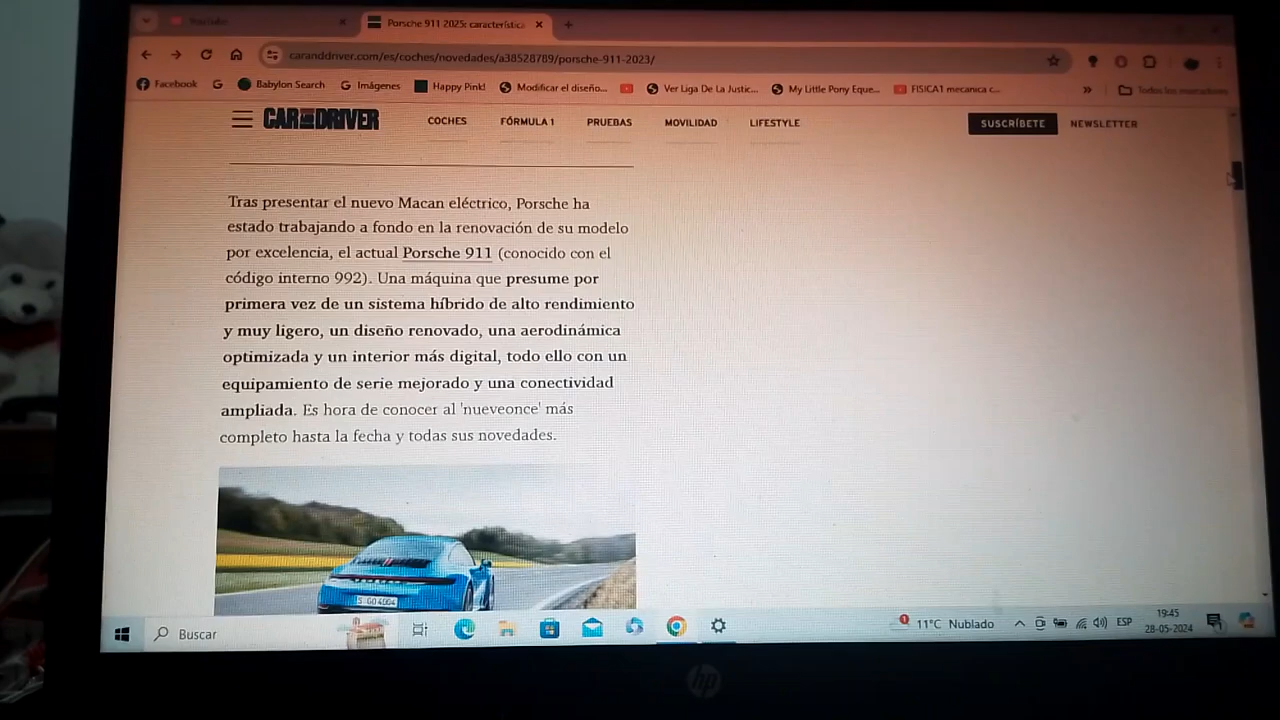 YouTube
Porsche 911 2025: característic
caranddriver.com/es/coches/novedades/a38528789/porsche-911-2023/
Facebook
Babylon Search
Imágenes
Happy Pink!
Modificar el diseño...
Ver Liga De La Justic...
My Little Pony Eque...
FISICA1 mecanica c...
»
Todos los marcadores
CAR AND DRIVER
COCHES
FÓRMULA 1
PRUEBAS
MOVILIDAD
LIFESTYLE
SUSCRÍBETE
NEWSLETTER
Tras presentar el nuevo Macan eléctrico, Porsche ha
estado trabajando a fondo en la renovación de su modelo
por excelencia, el actual Porsche 911 (conocido con el
código interno 992). Una máquina que presume por
primera vez de un sistema híbrido de alto rendimiento
y muy ligero, un diseño renovado, una aerodinámica
optimizada y un interior más digital, todo ello con un
equipamiento de serie mejorado y una conectividad
ampliada. Es hora de conocer al 'nueveonce' más
completo hasta la fecha y todas sus novedades.
S GO 4004
Buscar
11°C Nublado
ESP
19:45
28-05-2024
hp